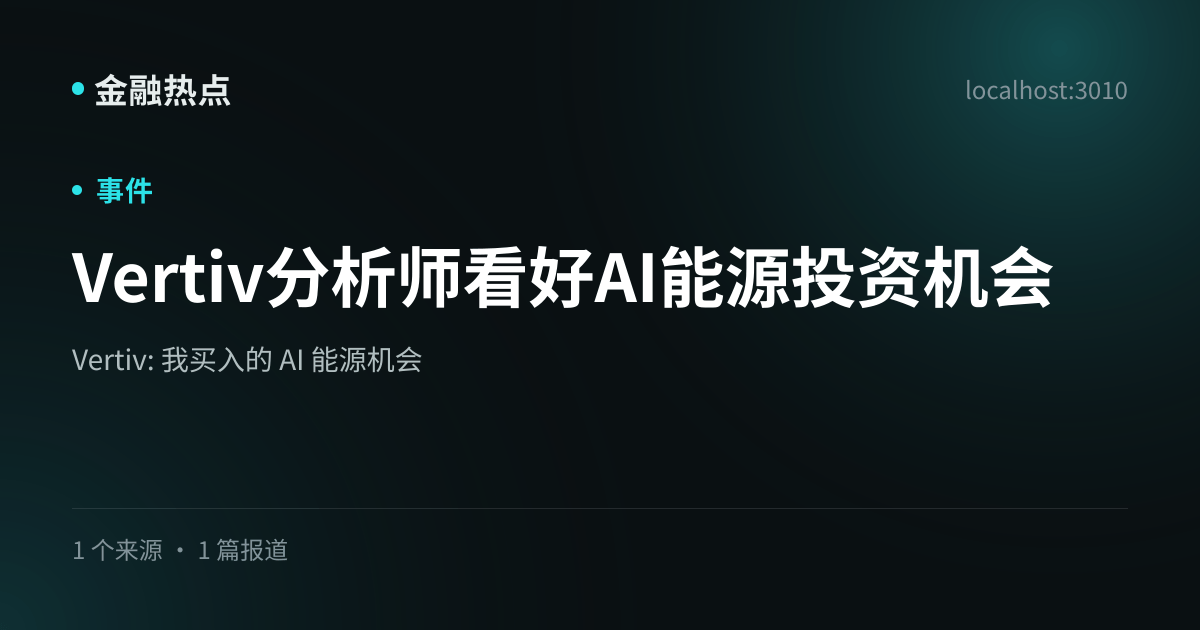 金融热点
localhost:3010
事件
Vertiv分析师看好AI能源投资机会
Vertiv: 我买入的 AI 能源机会
1 个来源 · 1 篇报道